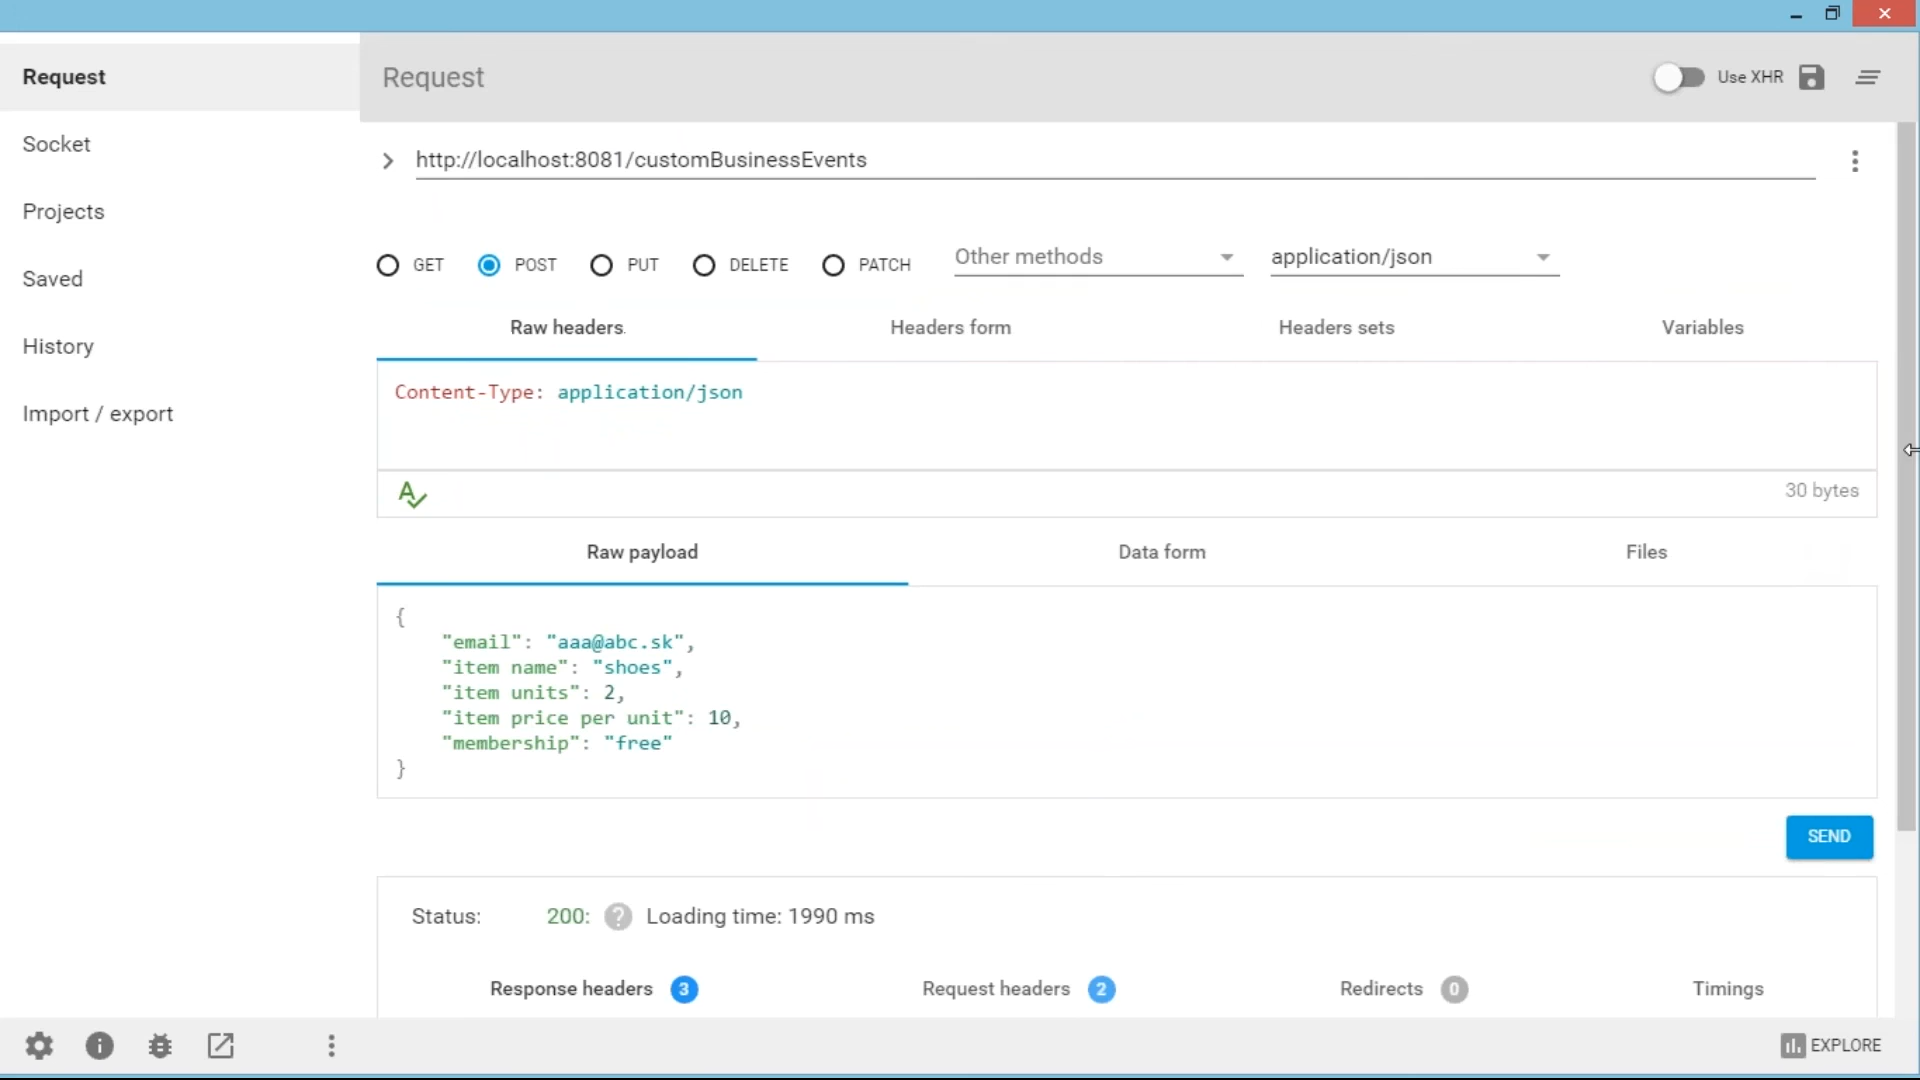 Request
Socket
Projects
Saved
History
Import / export
Request
Use XHR
http://localhost:8081/customBusinessEvents
GET POST PUT DELETE PATCH Other methods application/json
Raw headers Headers form Headers sets Variables
Content-Type: application/json
30 bytes
Raw payload Data form Files
{
"email": "aaa@abc.sk",
"item name": "shoes",
"item units": 2,
"item price per unit": 10,
"membership": "free"
}
SEND
Status: 200: Loading time: 1990 ms
Response headers 3 Request headers 2 Redirects 0 Timings
EXPLORE